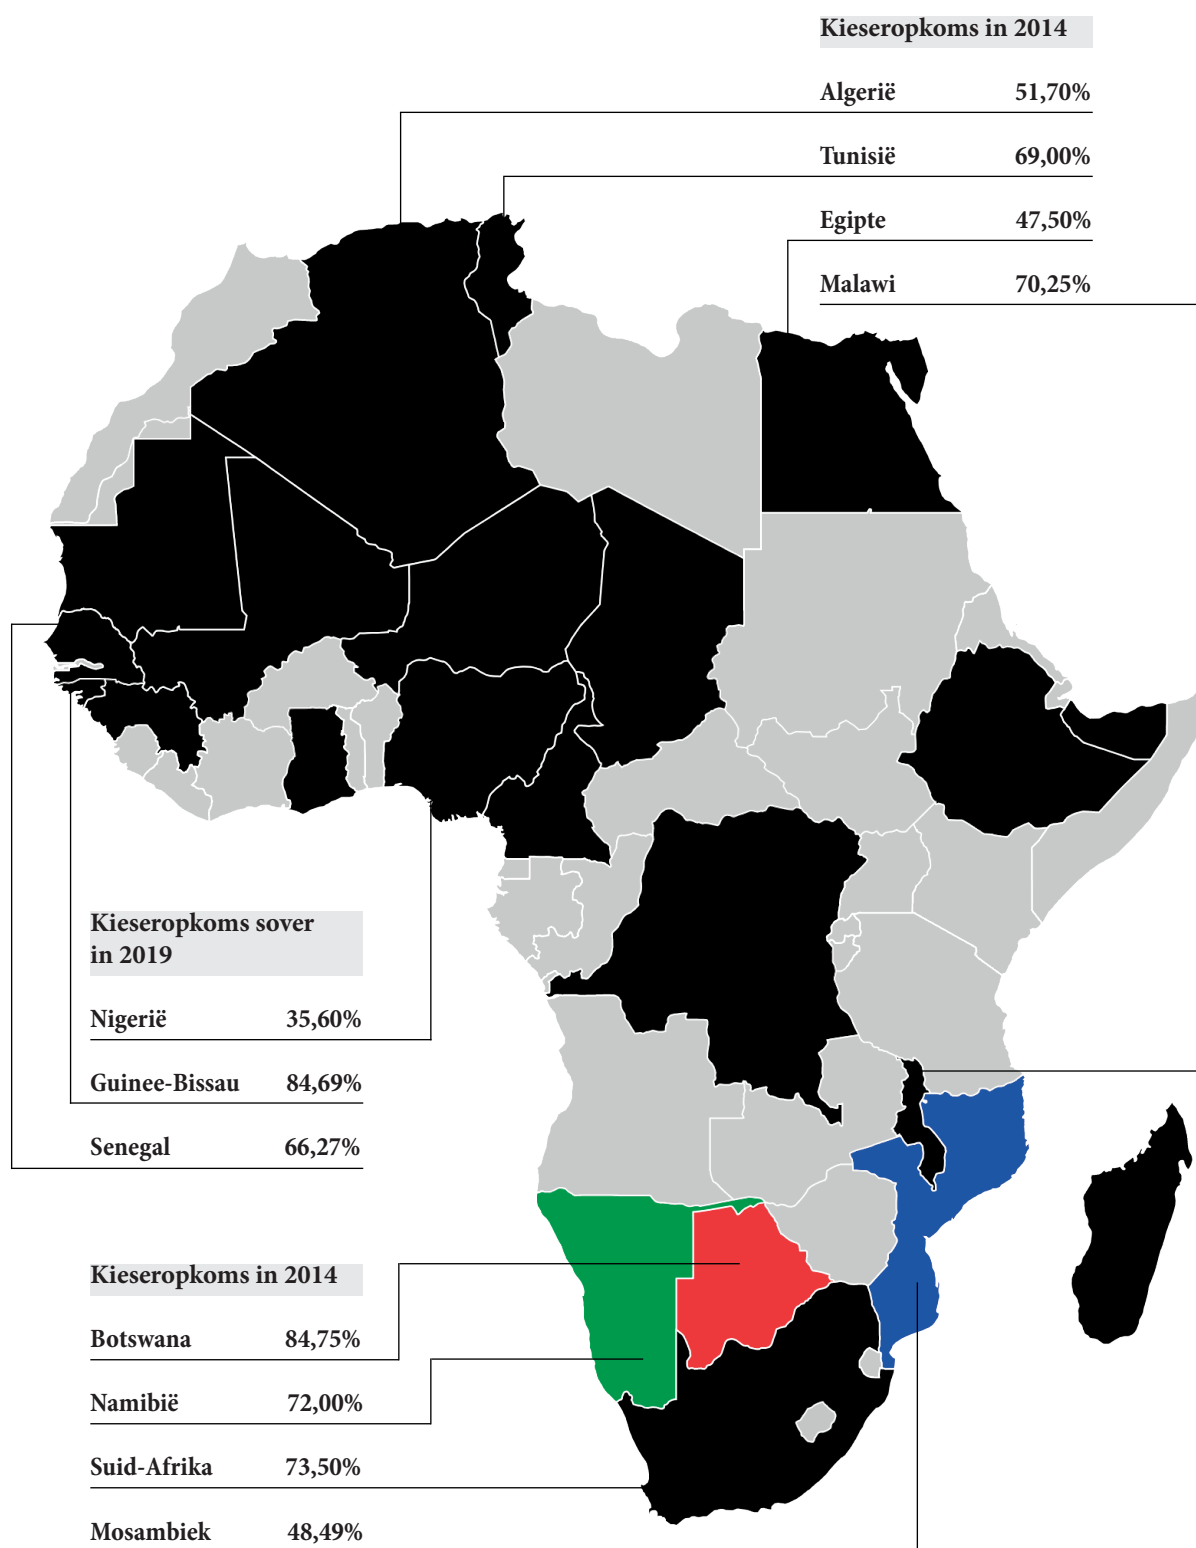 Kieseropkoms in 2014
Algerië 51,70%
Tunisië 69,00%
Egipte 47,50%
Malawi 70,25%
Kieseropkoms sover
in 2019
Nigerië 35,60%
Guinee-Bissau 84,69%
Senegal 66,27%
Kieseropkoms in 2014
Botswana 84,75%
Namibië 72,00%
Suid-Afrika 73,50%
Mosambiek 48,49%